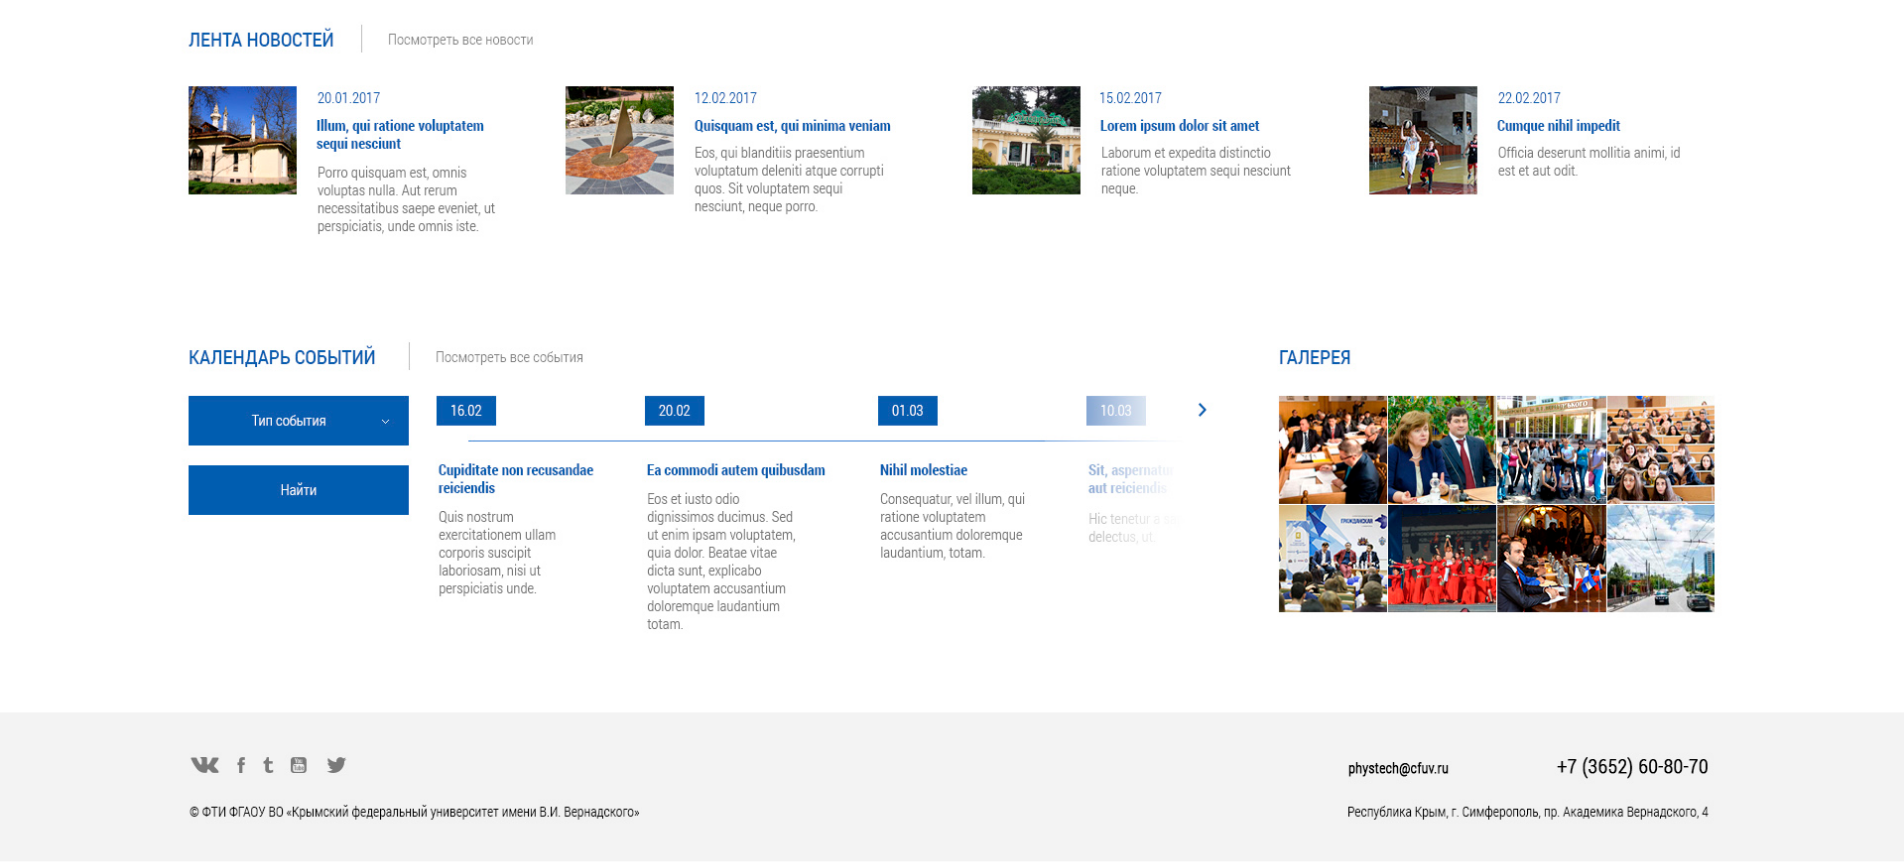 ЛЕНТА НОВОСТЕЙ
Посмотреть все новости
20.01.2017
Illum, qui ratione voluptatem
sequi nesciunt
Porro quisquam est, omnis
voluptas nulla. Aut rerum
necessitatibus saepe eveniet, ut
perspiciatis, unde omnis iste.
12.02.2017
Quisquam est, qui minima veniam
Eos, qui blanditiis praesentium
voluptatum deleniti atque corrupti
quos. Sit voluptatem sequi
nesciunt, neque porro.
15.02.2017
Lorem ipsum dolor sit amet
Laborum et expedita distinctio
ratione voluptatem sequi nesciunt
neque.
22.02.2017
Cumque nihil impedit
Officia deserunt mollitia animi, id
est et aut odit.
КАЛЕНДАРЬ СОБЫТИЙ
Посмотреть все события
Тип события
Найти
16.02
Cupiditate non recusandae
reiciendis
Quis nostrum
exercitationem ullam
corporis suscipit
laboriosam, nisi ut
perspiciatis unde.
20.02
Ea commodi autem quibusdam
Eos et iusto odio
dignissimos ducimus. Sed
ut enim ipsam voluptatem,
quia dolor. Beatae vitae
dicta sunt, explicabo
voluptatem accusantium
doloremque laudantium
totam.
01.03
Nihil molestiae
Consequatur, vel illum, qui
ratione voluptatem
accusantium doloremque
laudantium, totam.
10.03
Sit, aspernatur
aut reiciendis
Hic tenetur a
delectus, ut.
ГАЛЕРЕЯ
phystech@cfuv.ru
+7 (3652) 60-80-70
© ФТИ ФГАОУ ВО «Крымский федеральный университет имени В.И. Вернадского»
Республика Крым, г. Симферополь, пр. Академика Вернадского, 4